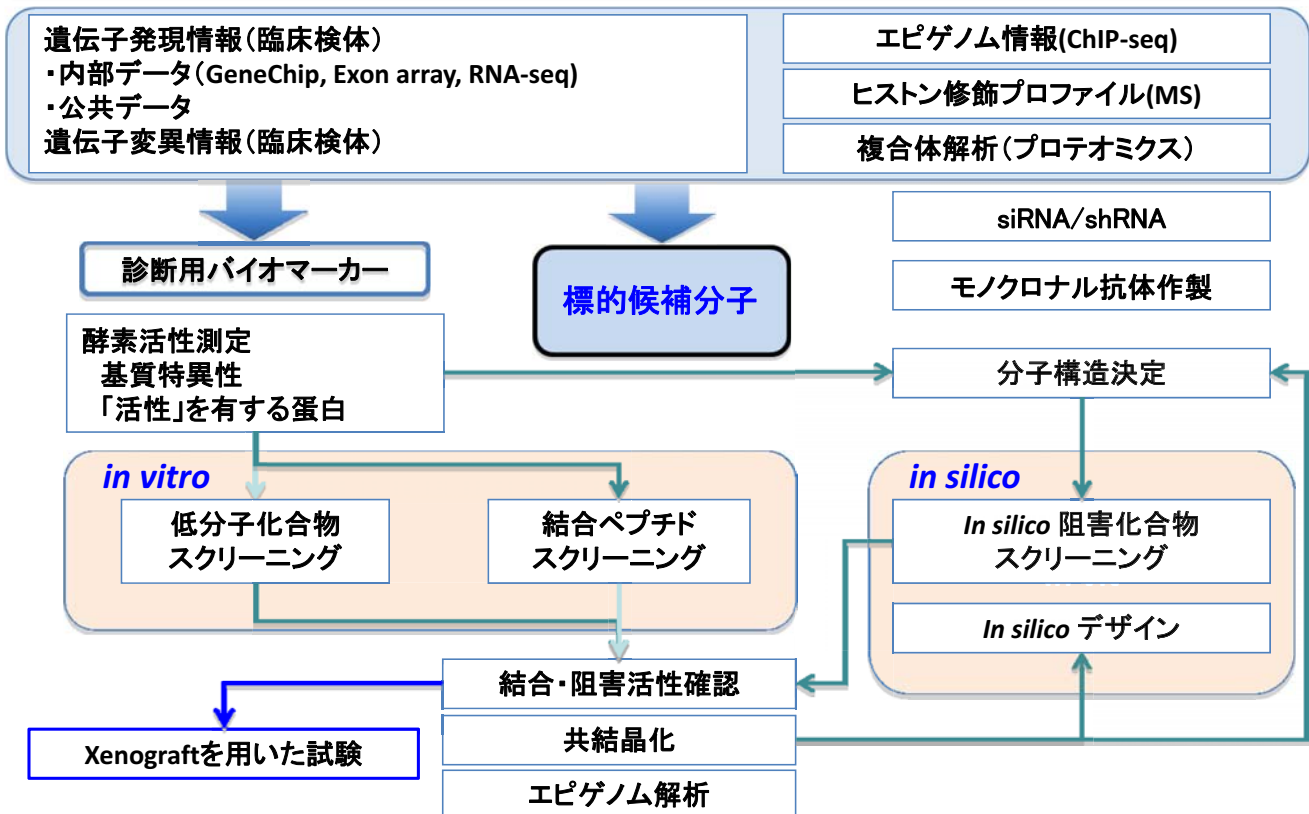 遺伝子発現情報（臨床検体）
・内部データ（GeneChip, Exon array, RNA-seq)
・公共データ
遺伝子変異情報（臨床検体）
エピゲノム情報(ChIP-seq)
ヒストン修飾プロファイル(MS)
複合体解析（プロテオミクス）
siRNA/shRNA
モノクロナル抗体作製
診断用バイオマーカー
標的候補分子
酵素活性測定
基質特異性
「活性」を有する蛋白
分子構造決定
in vitro
低分子化合物
スクリーニング
結合ペプチド
スクリーニング
in silico
In silico 阻害化合物
スクリーニング
In silico デザイン
結合・阻害活性確認
共結晶化
エピゲノム解析
Xenograftを用いた試験